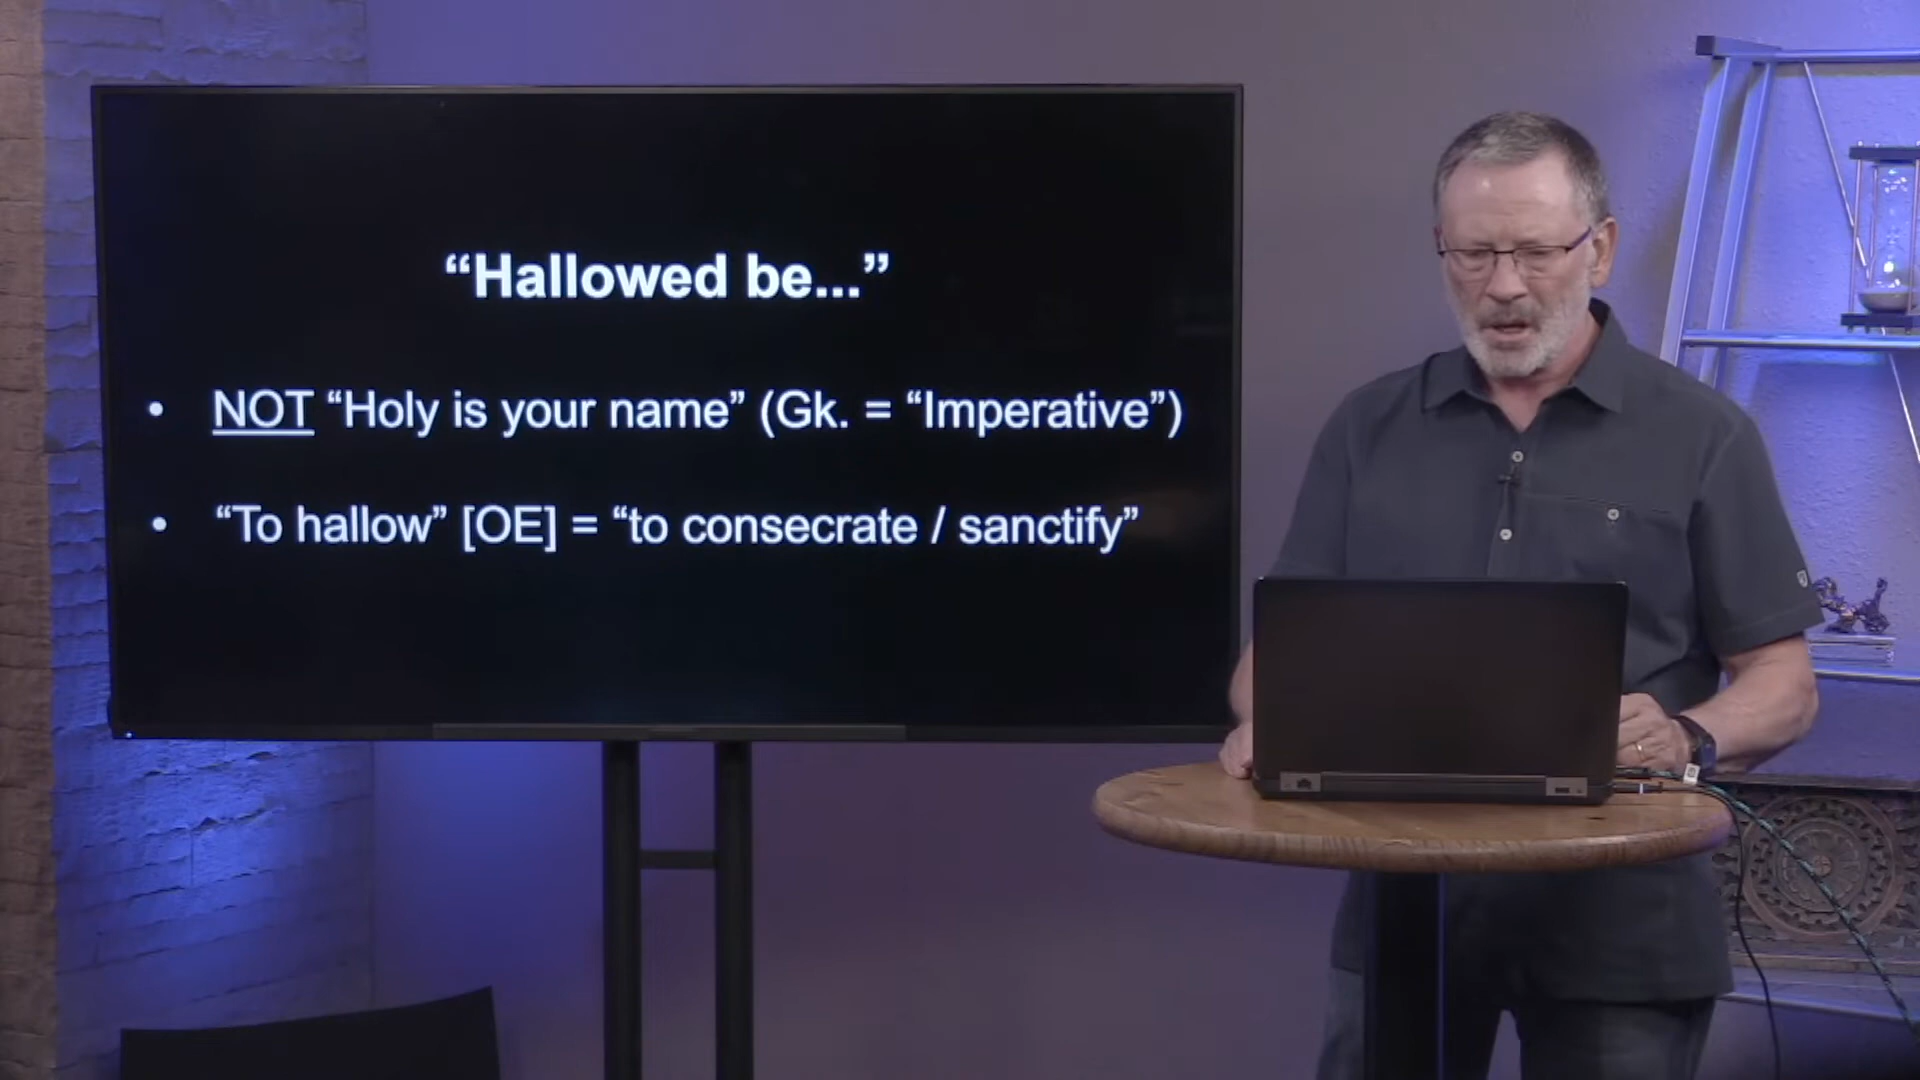 “Hallowed be...”
• NOT “Holy is your name” (Gk. = “Imperative”)
• “To hallow” [OE] = “to consecrate / sanctify”